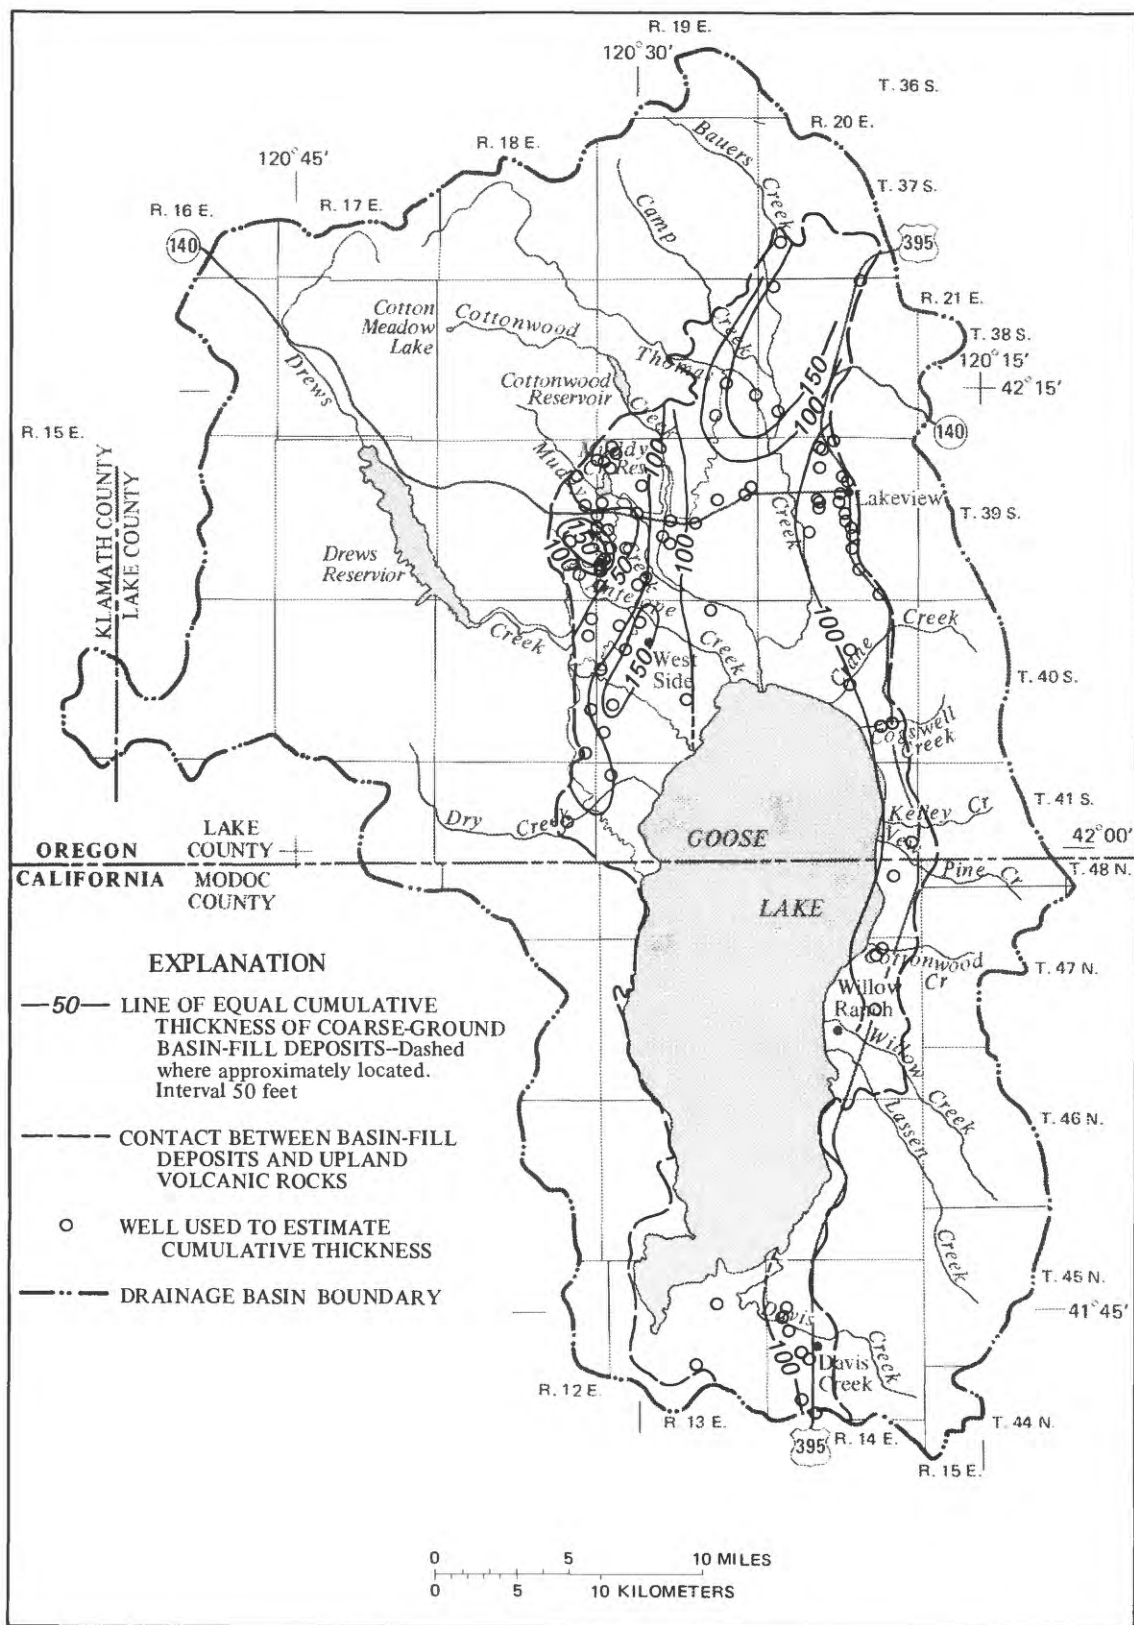 R. 19 E.
120°30'
T. 36 S.
R. 20 E.
Bauers
Creek
R. 18 E.
120°45'
R. 17 E.
T. 37 S.
Camp
Creek
R. 16 E.
140
395
R. 21 E.
T. 38 S.
120°15'
42°15'
Cotton
Meadow
Lake
Cottonwood
Creek
Thomas
Creek
Drews
Creek
Cottonwood
Reservoir
150
100
140
R. 15 E.
100
Muddy
Cr Res
Muddy
Creek
Lakeview
T. 39 S.
KLAMATH COUNTY
LAKE COUNTY
Drews
Reservior
150
100
50
100
Antelope
Creek
100
Creek
Crane
West
Side
150
T. 40 S.
Cogswell
Creek
T. 41 S.
Kelley Cr
Dry Creek
LAKE
COUNTY
GOOSE
LAKE
42°00'
OREGON
CALIFORNIA
MODOC
COUNTY
Pine Cr
T. 48 N.
EXPLANATION
—50— LINE OF EQUAL CUMULATIVE
THICKNESS OF COARSE-GROUND
BASIN-FILL DEPOSITS--Dashed
where approximately located.
Interval 50 feet
CONTACT BETWEEN BASIN-FILL
DEPOSITS AND UPLAND
VOLCANIC ROCKS
WELL USED TO ESTIMATE
CUMULATIVE THICKNESS
DRAINAGE BASIN BOUNDARY
Cottonwood
Cr
T. 47 N.
Willow
Ranch
Willow
Creek
Lassen
Creek
T. 46 N.
T. 45 N.
41°45'
Davis
Creek
100
Davis
Creek
R. 12 E.
R. 13 E.
395
R. 14 E.
T. 44 N.
R. 15 E.
0 5 10 MILES
0 5 10 KILOMETERS